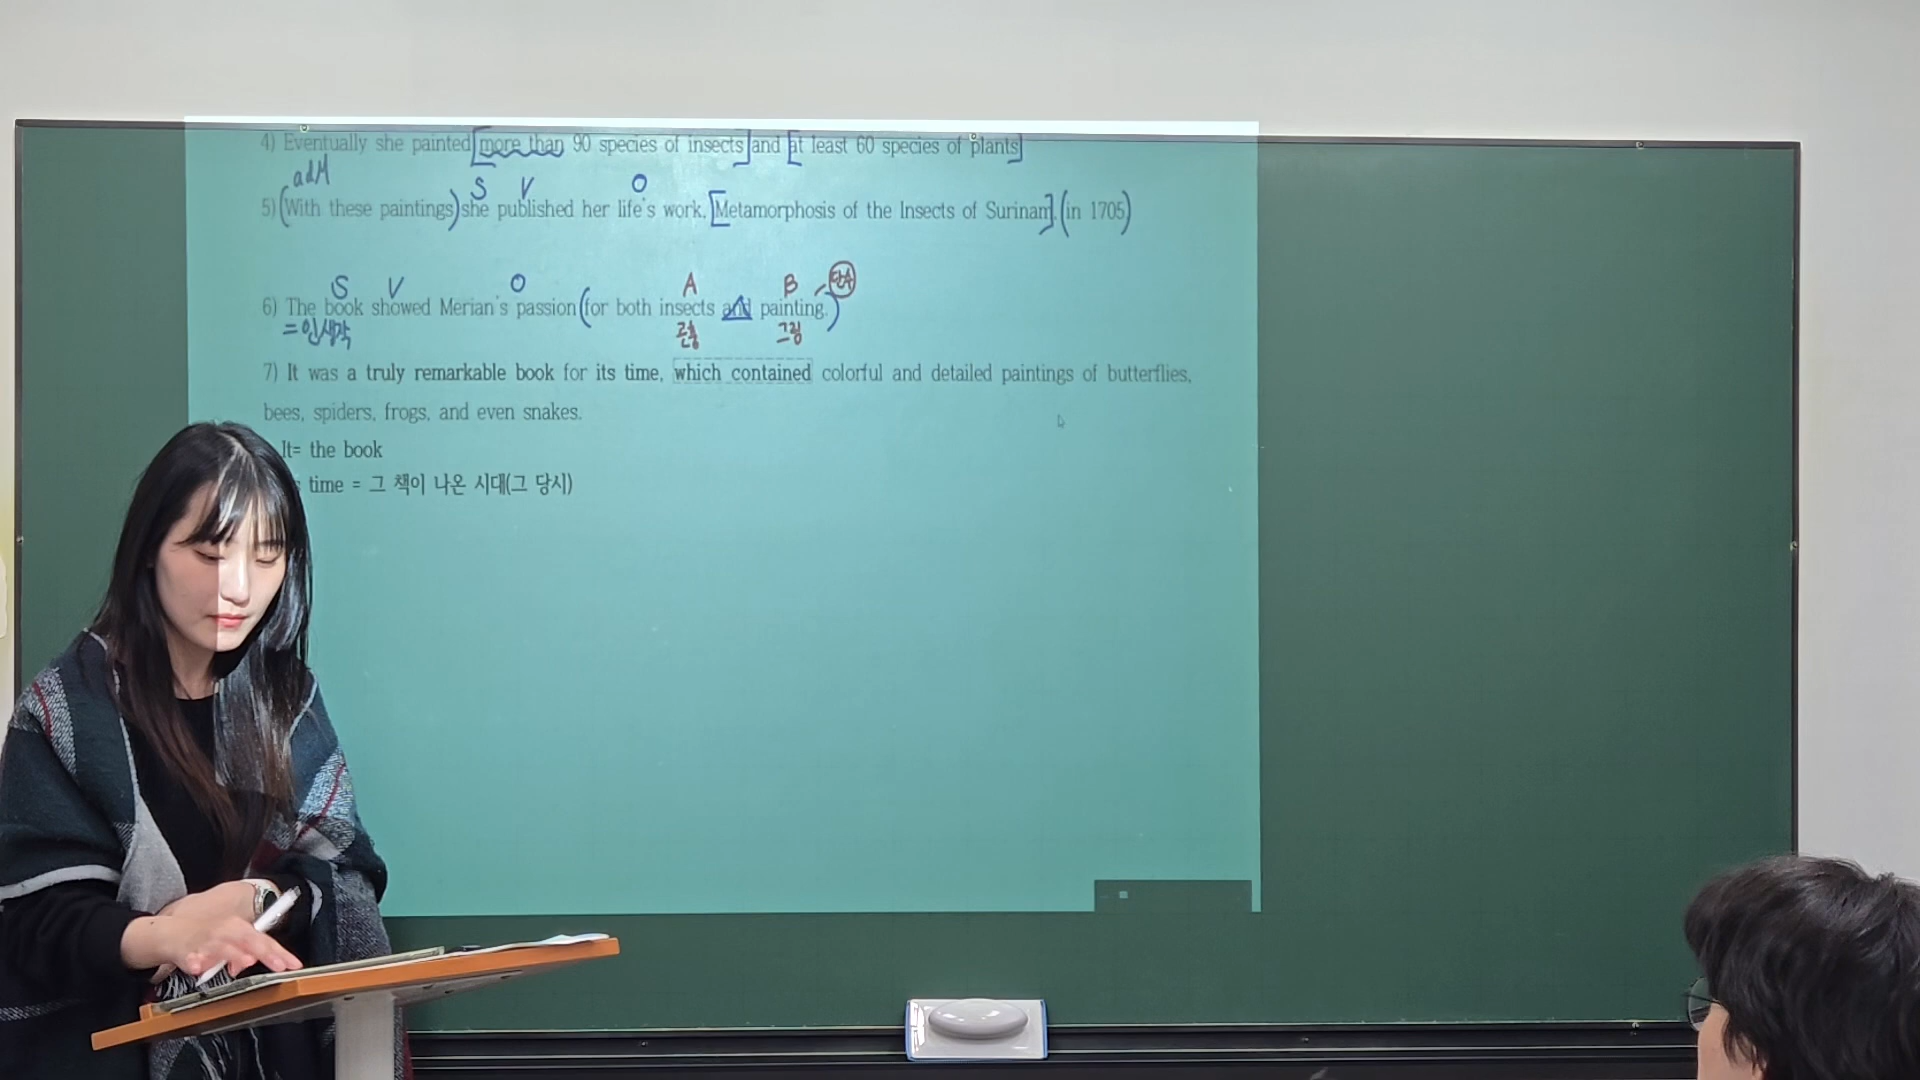 4) Eventually she painted [more than 90 species of insects] and [at least 60 species of plants]
adM
S V O
5) (With these paintings) she published her life's work, [Metamorphosis of the Insects of Surinam], (in 1705)
S V O A B 단수
6) The book showed Merian's passion (for both insects and painting.)
=인생작 곤충 그림
7) It was a truly remarkable book for its time, which contained colorful and detailed paintings of butterflies,
bees, spiders, frogs, and even snakes.
It= the book
time = 그 책이 나온 시대(그 당시)